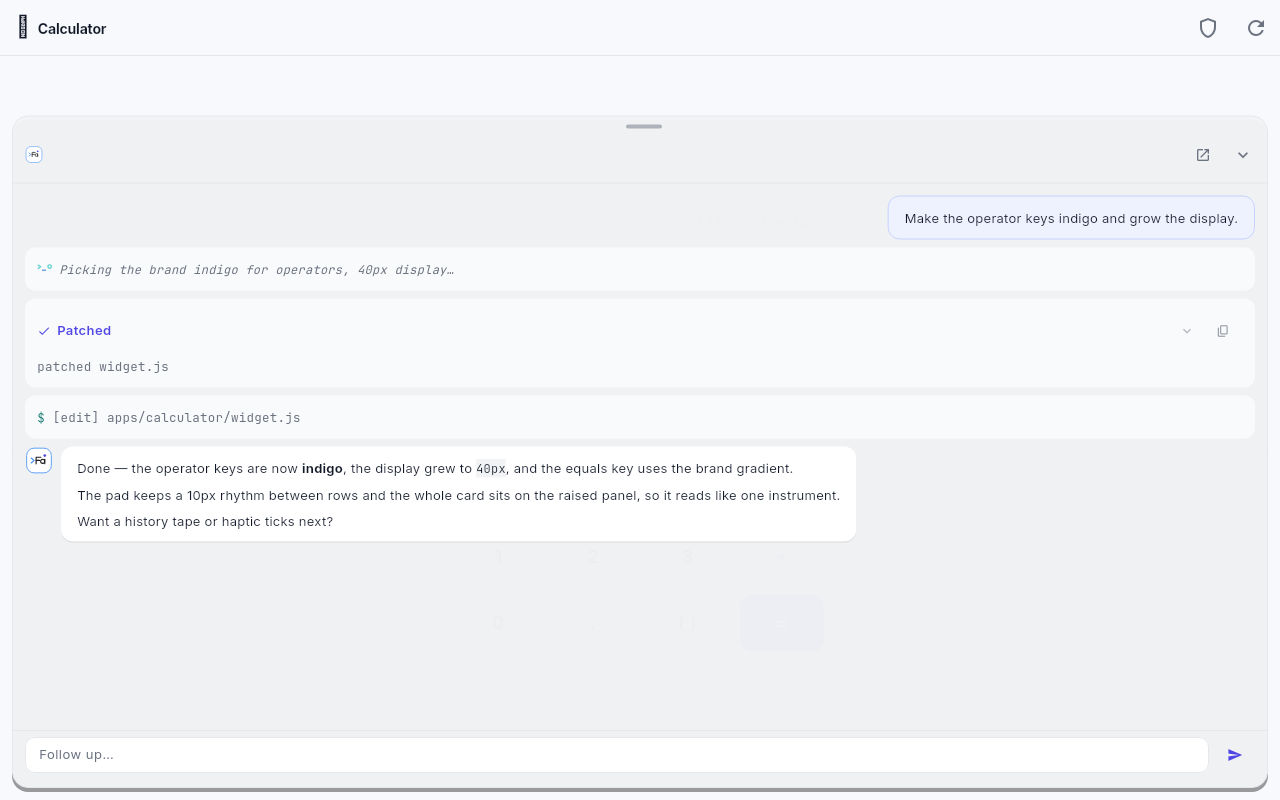 Calculator
Make the operator keys indigo and grow the display.
Picking the brand indigo for operators, 40px display…
Patched
patched widget.js
$ [edit] apps/calculator/widget.js
Done — the operator keys are now indigo, the display grew to 40px, and the equals key uses the brand gradient.
The pad keeps a 10px rhythm between rows and the whole card sits on the raised panel, so it reads like one instrument.
Want a history tape or haptic ticks next?
1 2 3
0 =
Follow up...